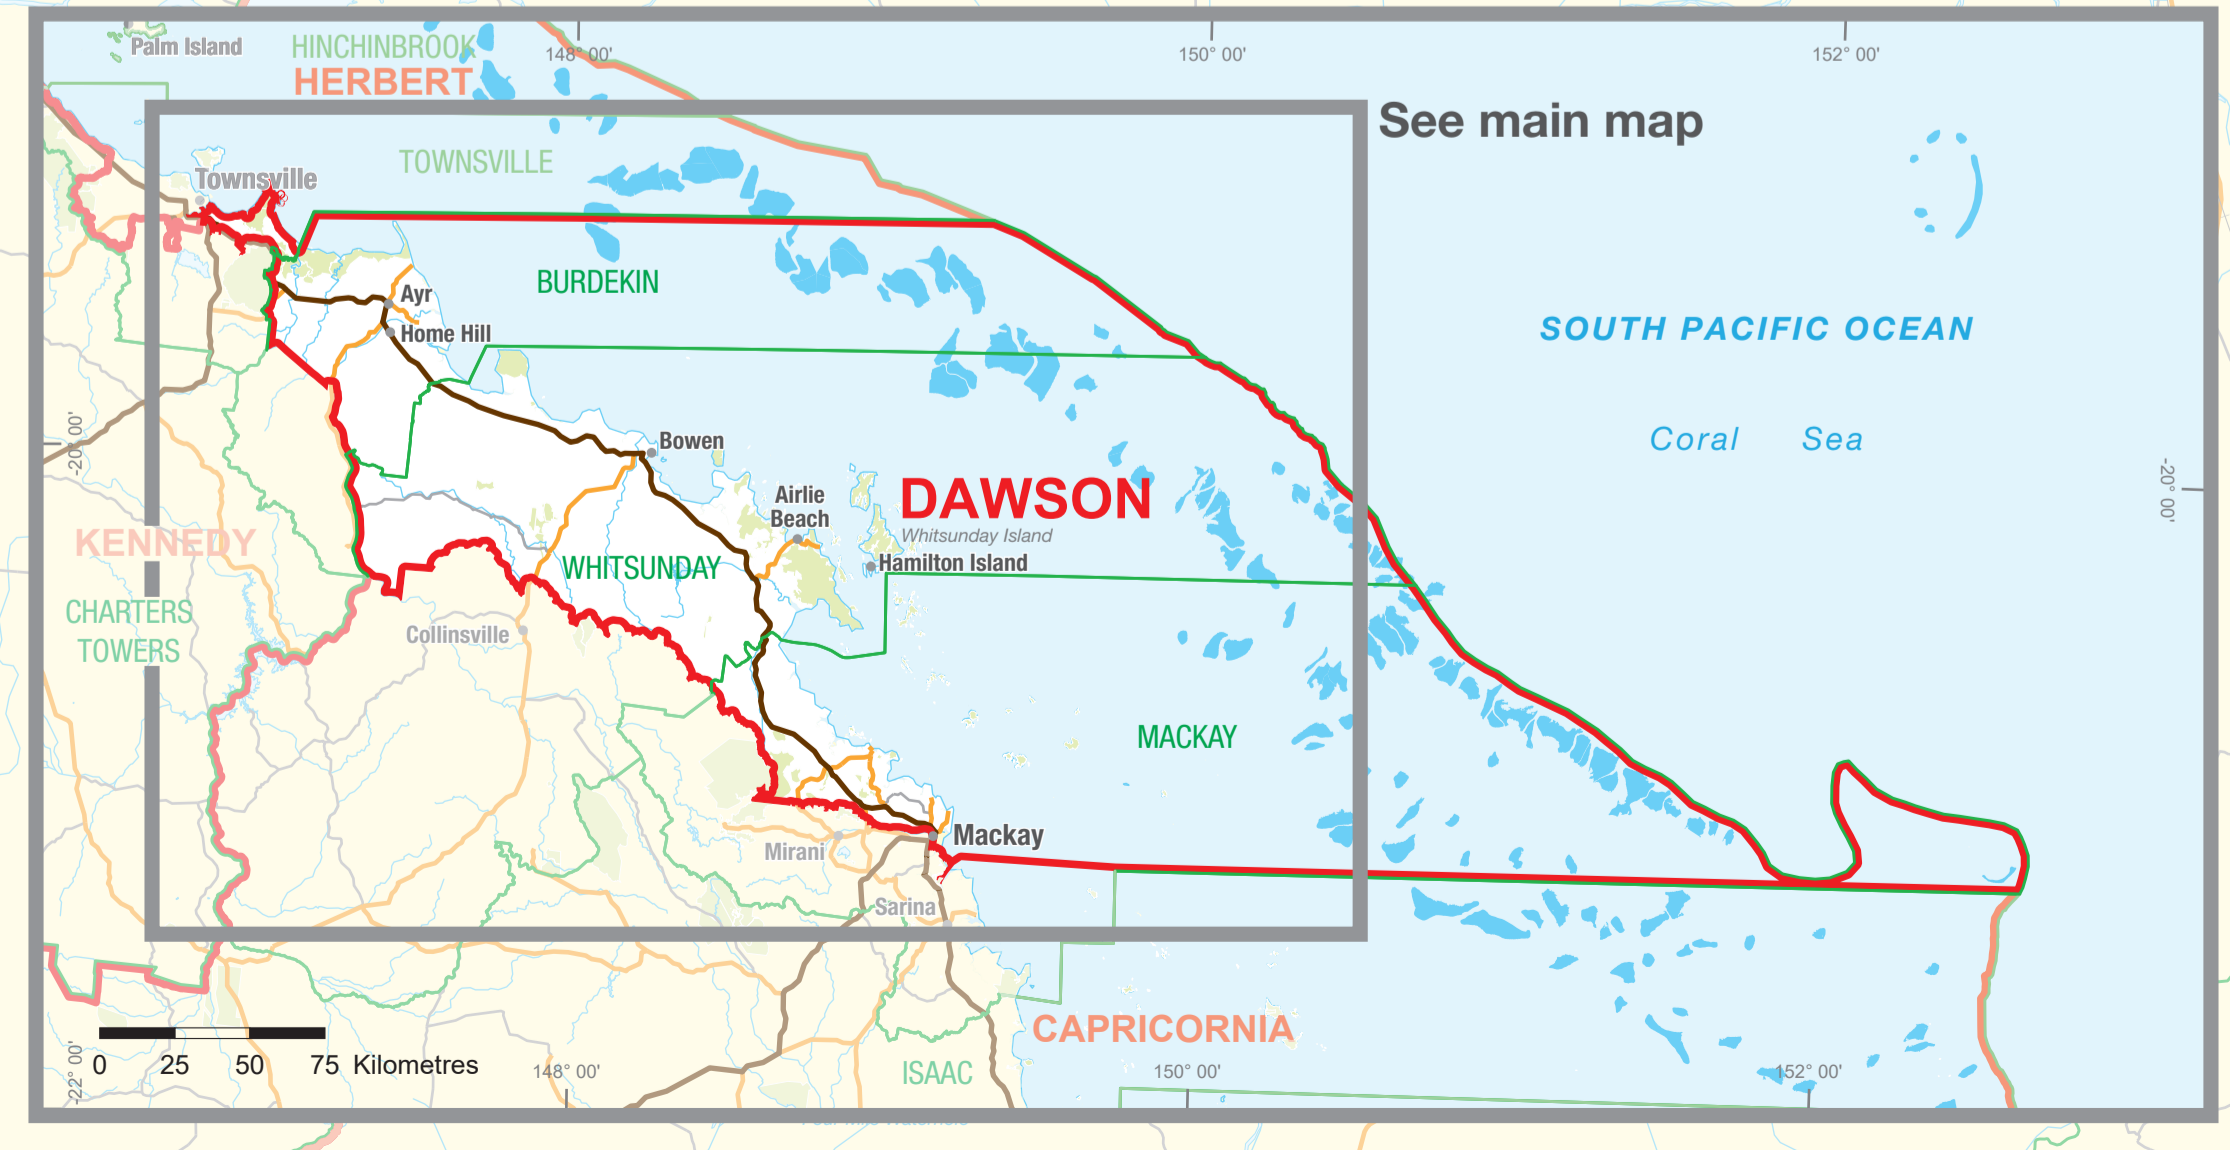 Palm Island
HINCHINBROOK
HERBERT
148° 00'
150° 00'
152° 00'
See main map
TOWNSVILLE
Townsville
BURDEKIN
Ayr
Home Hill
SOUTH PACIFIC OCEAN
Coral Sea
-20° 00'
-20° 00'
Bowen
Airlie
Beach
DAWSON
Whitsunday Island
Hamilton Island
KENNEDY
WHITSUNDAY
CHARTERS
TOWERS
Collinsville
MACKAY
Mackay
Mirani
Sarina
CAPRICORNIA
ISAAC
0 25 50 75 Kilometres
-22° 00'
148° 00'
150° 00'
152° 00'